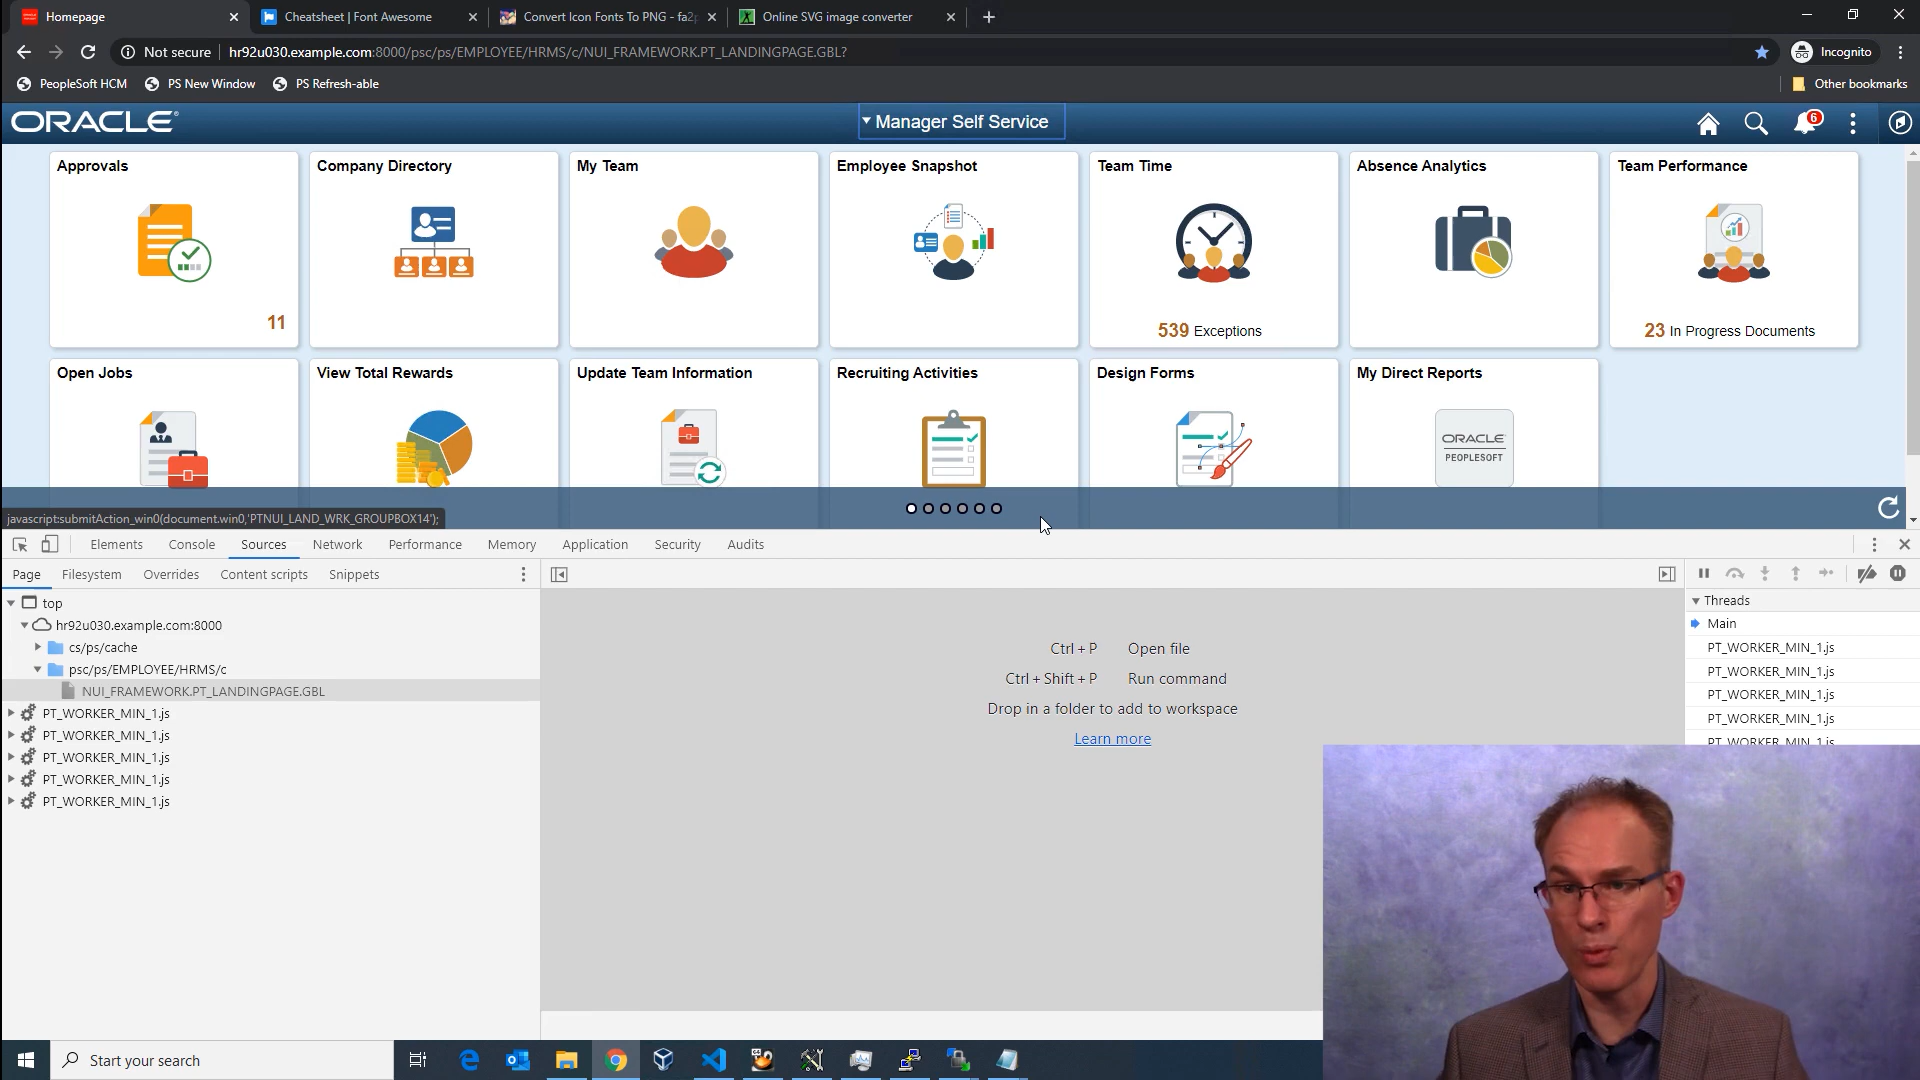 Homepage
Cheatsheet | Font Awesome
Convert Icon Fonts To PNG - fa2p
Online SVG image converter
Not secure
hr92u030.example.com:8000/psc/ps/EMPLOYEE/HRMS/c/NUI_FRAMEWORK.PT_LANDINGPAGE.GBL?
Incognito
PeopleSoft HCM
PS New Window
PS Refresh-able
Other bookmarks
ORACLE
Manager Self Service
6
Approvals
Company Directory
My Team
Employee Snapshot
Team Time
Absence Analytics
Team Performance
11
539 Exceptions
23 In Progress Documents
Open Jobs
View Total Rewards
Update Team Information
Recruiting Activities
Design Forms
My Direct Reports
ORACLE
PEOPLESOFT
javascript:submitAction_win0(document.win0,'PTNUI_LAND_WRK_GROUPBOX14');
Elements
Console
Sources
Network
Performance
Memory
Application
Security
Audits
Page
Filesystem
Overrides
Content scripts
Snippets
top
hr92u030.example.com:8000
cs/ps/cache
psc/ps/EMPLOYEE/HRMS/c
NUI_FRAMEWORK.PT_LANDINGPAGE.GBL
PT_WORKER_MIN_1.js
PT_WORKER_MIN_1.js
PT_WORKER_MIN_1.js
PT_WORKER_MIN_1.js
PT_WORKER_MIN_1.js
Ctrl + P Open file
Ctrl + Shift + P Run command
Drop in a folder to add to workspace
Learn more
Threads
Main
PT_WORKER_MIN_1.js
PT_WORKER_MIN_1.js
PT_WORKER_MIN_1.js
PT_WORKER_MIN_1.js
PT_WORKER_MIN_1.js
Start your search